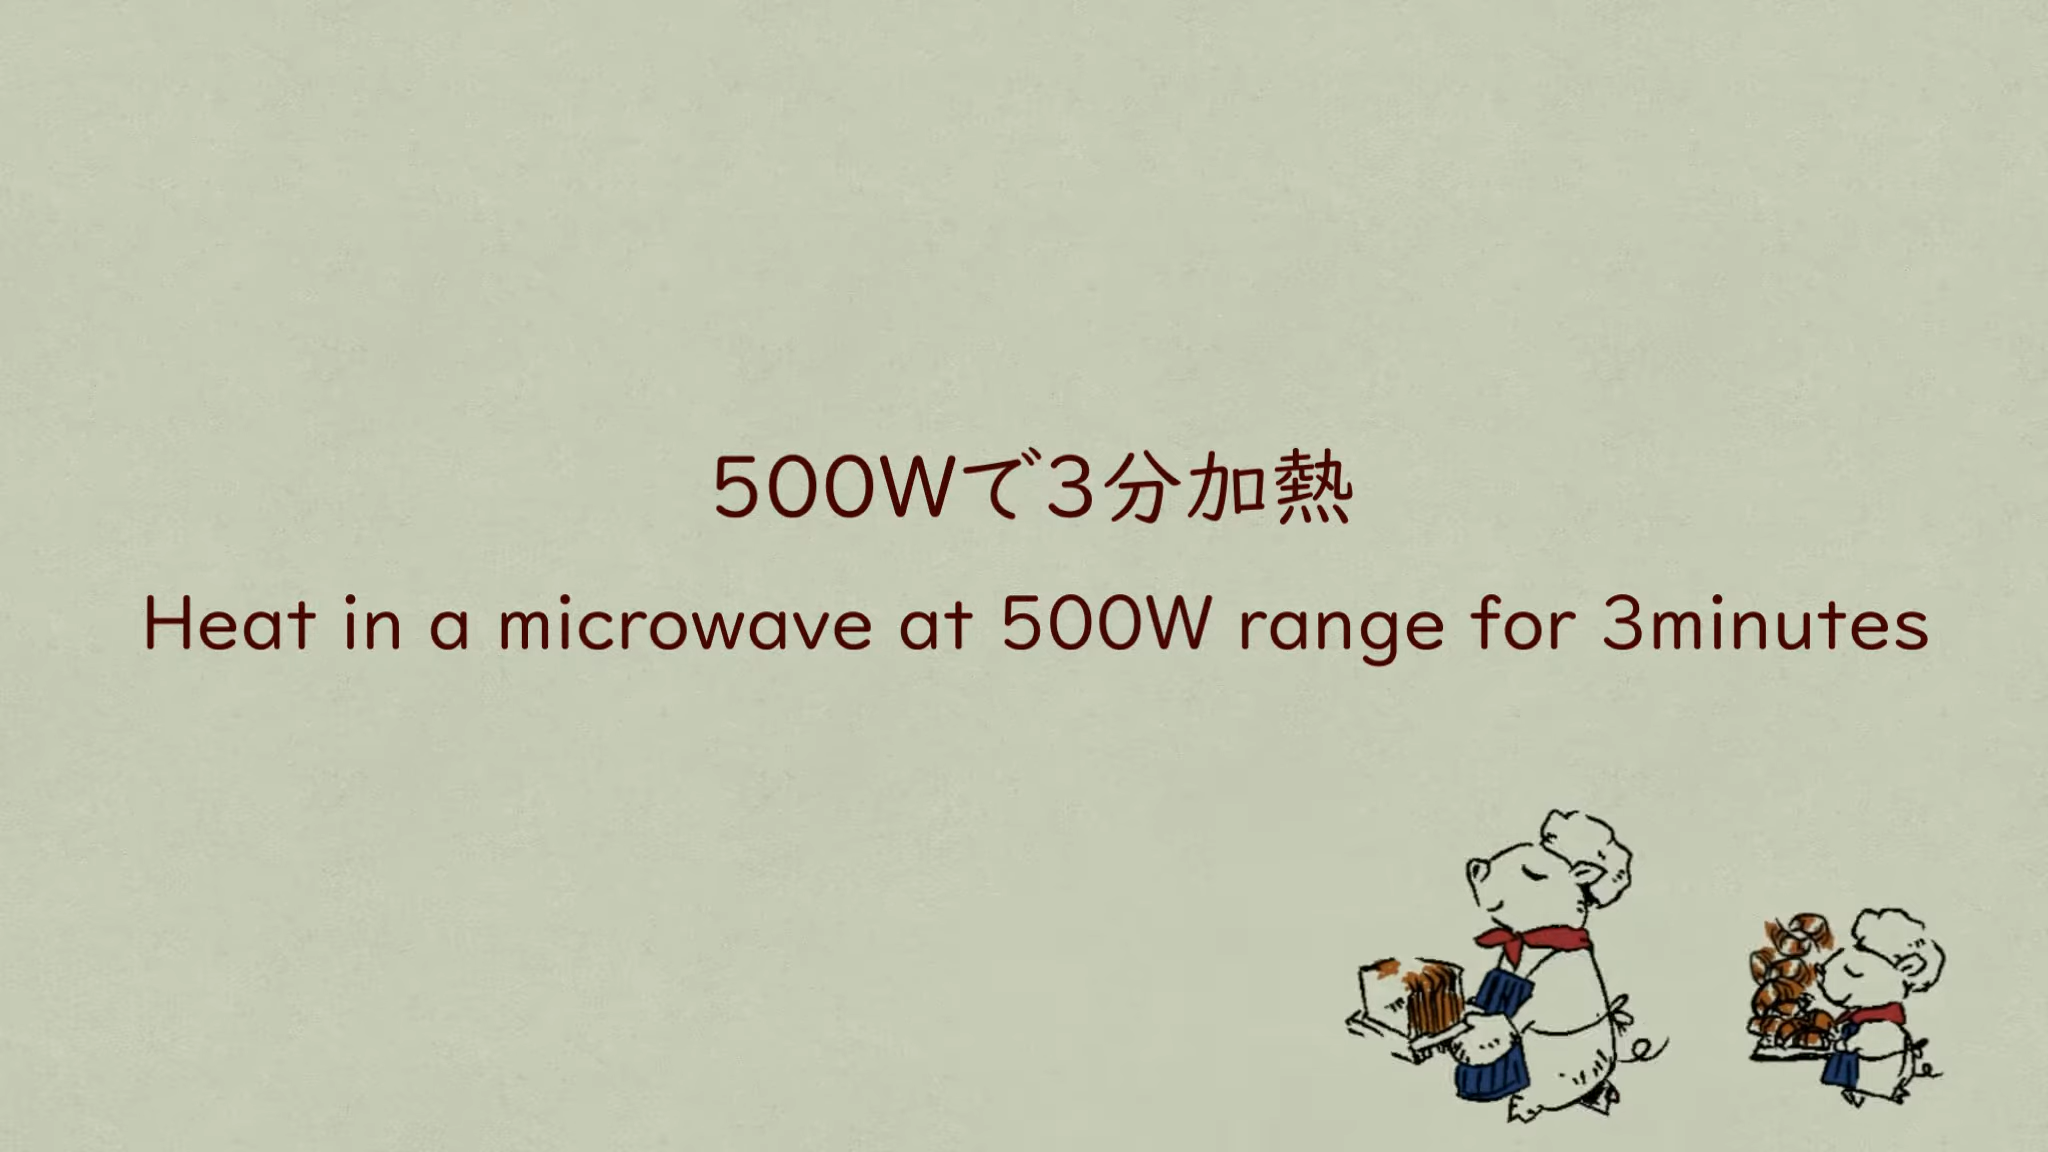 500Wで3分加熱
Heat in a microwave at 500W range for 3minutes